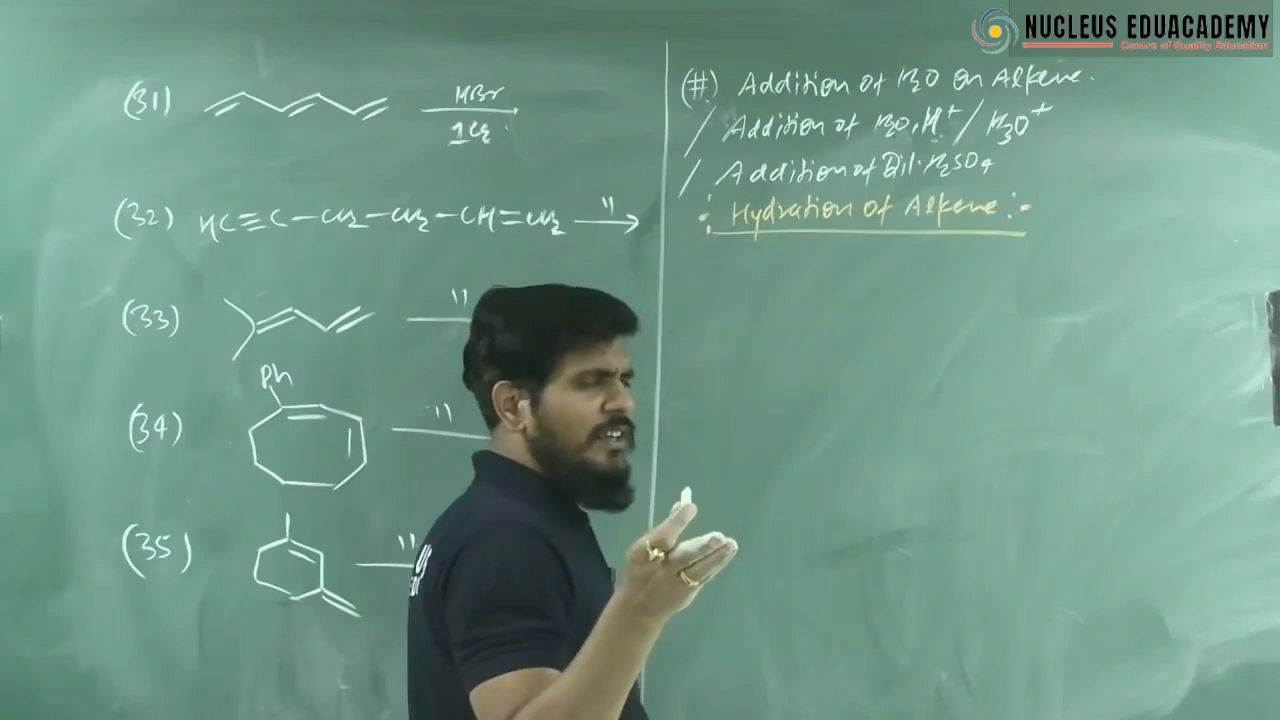 NUCLEUS EDUACADEMY
Centre of Quality Education
(31) HBr
1 Eq.
(32) HC≡C-CH2-CH2-CH=CH2 "
(33) "
(34) Ph "
(35) "
(#) Addition of H2O on Alkene.
/ Addition of H2O, H+ / H3O+
/ Addition of Dil. H2SO4
:- Hydration of Alkene :-